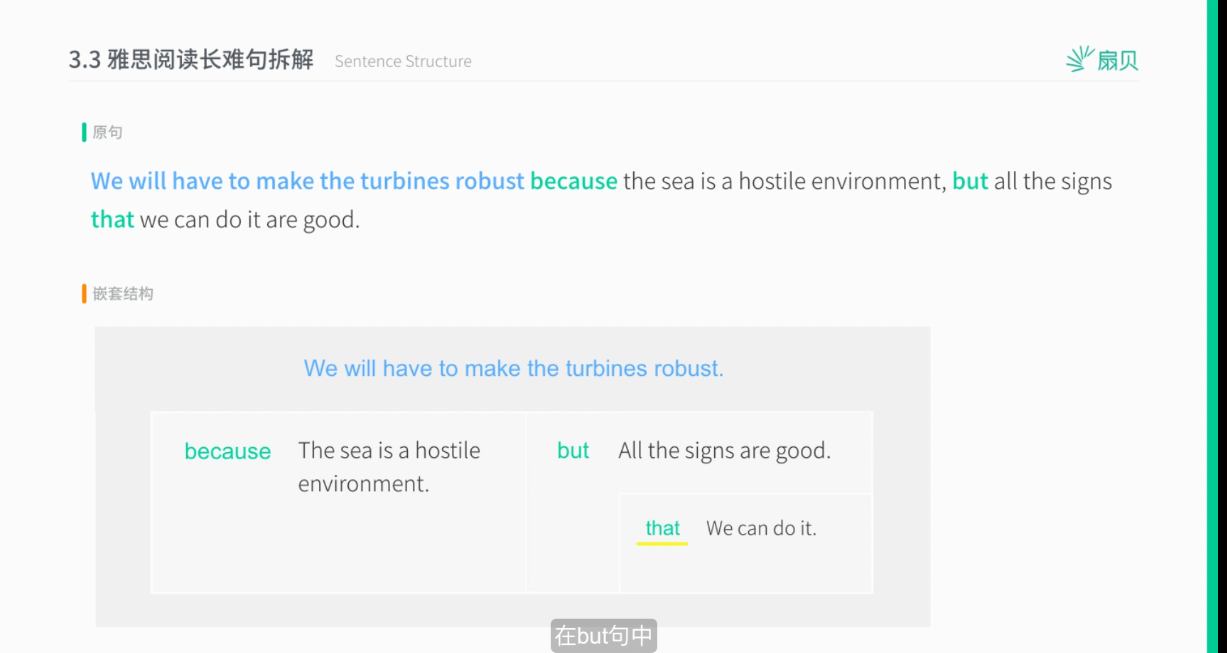 3.3 雅思阅读长难句拆解 Sentence Structure
扇贝
原句
We will have to make the turbines robust because the sea is a hostile environment, but all the signs
that we can do it are good.
嵌套结构
We will have to make the turbines robust.
because The sea is a hostile
environment.
but All the signs are good.
that We can do it.
在but句中